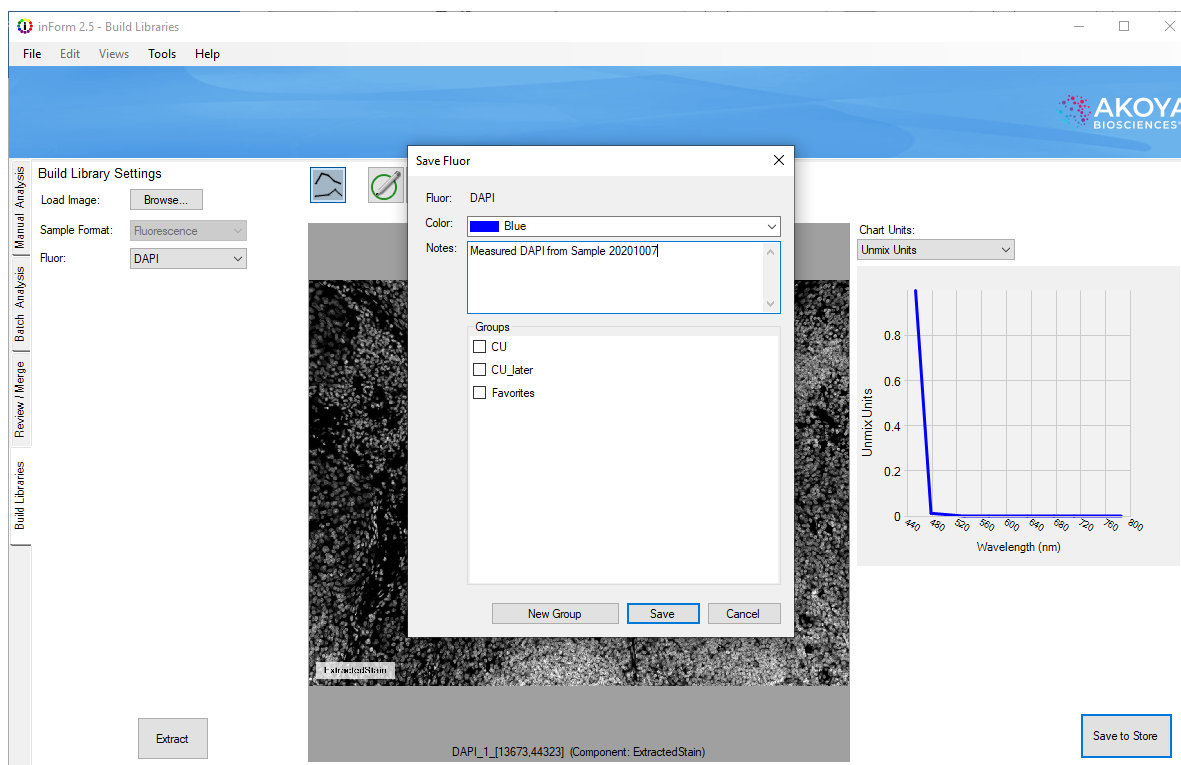 inForm 2.5 - Build Libraries
File Edit Views Tools Help
AKOYA
BIOSCIENCES
Manual Analysis
Batch Analysis
Review / Merge
Build Libraries
Build Library Settings
Load Image: Browse...
Sample Format: Fluorescence
Fluor: DAPI
Extract
Save Fluor
Fluor: DAPI
Color: Blue
Notes: Measured DAPI from Sample 20201007
Groups
CU
CU_later
Favorites
New Group Save Cancel
ExtractedStain
DAPI_1_[13673,44323] (Component: ExtractedStain)
Chart Units:
Unmix Units
Unmix Units
0.8
0.6
0.4
0.2
0
440 480 520 560 600 640 680 720 760 800
Wavelength (nm)
Save to Store